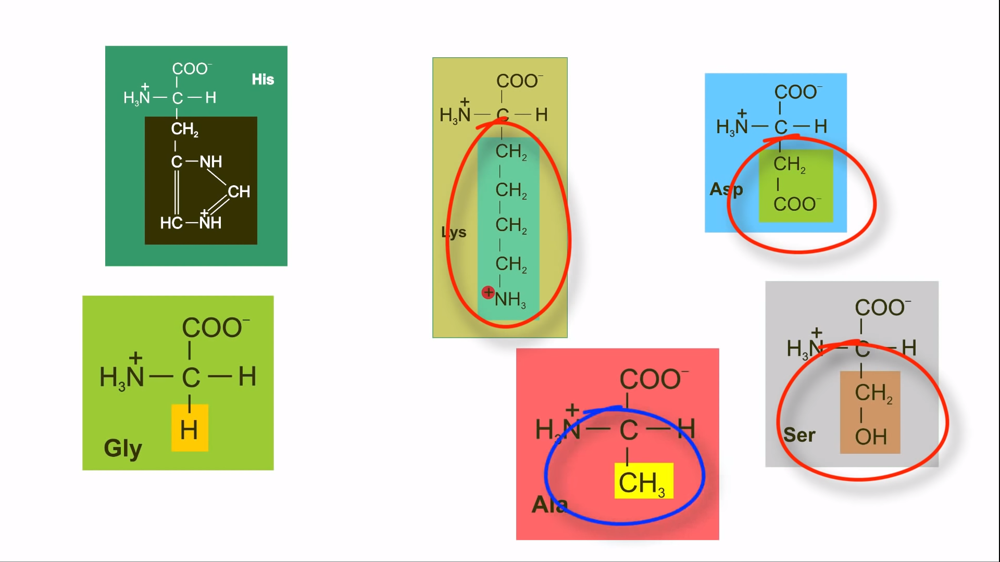 COO⁻
His
+
H₃N—C—H
CH₂
C—NH
CH
+
HC—NH
COO⁻
+
H₃N—C—H
CH₂
CH₂
CH₂
Lys
CH₂
+
NH₃
COO⁻
+
H₃N—C—H
CH₂
Asp
COO⁻
COO⁻
+
H₃N—C—H
H
Gly
COO⁻
+
H₃N—C—H
CH₃
Ala
COO⁻
+
H₃N—C—H
CH₂
Ser
OH